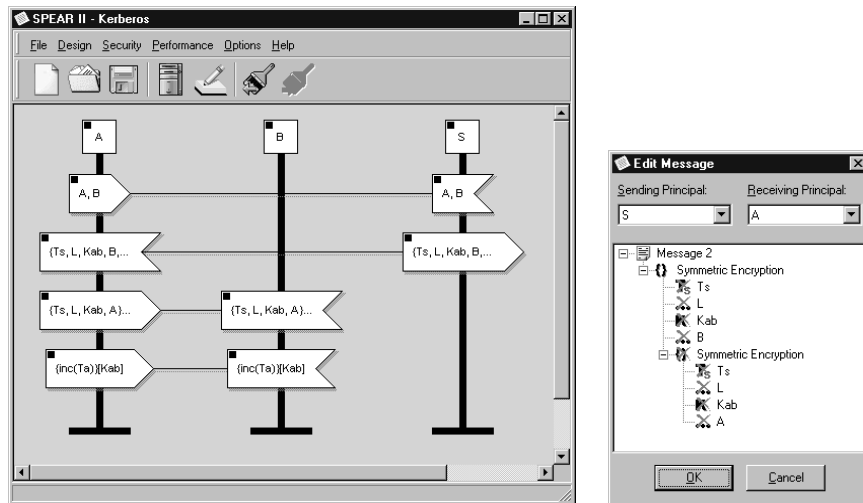 SPEAR II - Kerberos
File Design Security Performance Options Help
A B S
A, B A, B
{Ts, L, Kab, B,... {Ts, L, Kab, B,...
{Ts, L, Kab, A}... {Ts, L, Kab, A}...
{inc(Ta)}[Kab] {inc(Ta)}[Kab]
Edit Message
Sending Principal: Receiving Principal:
S A
Message 2
Symmetric Encryption
Ts
L
Kab
B
Symmetric Encryption
Ts
L
Kab
A
OK Cancel